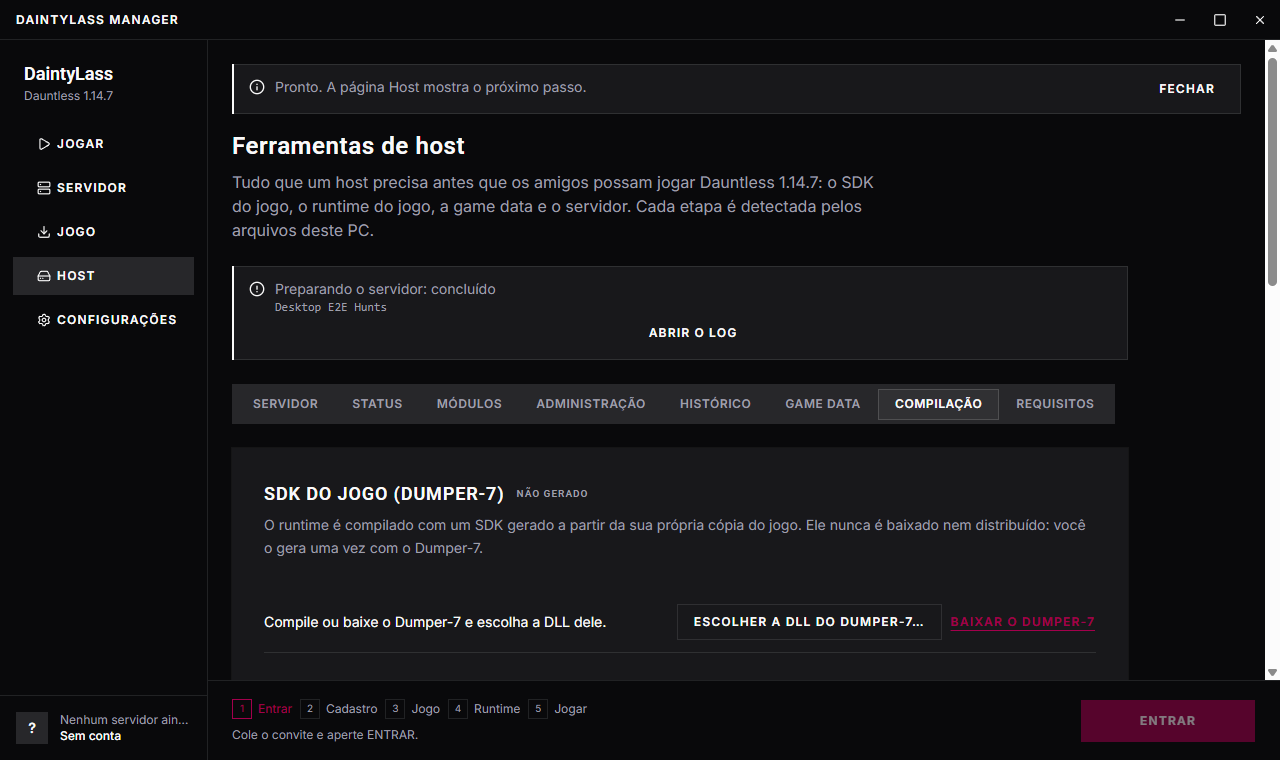 DAINTYLASS MANAGER
DaintyLass
Dauntless 1.14.7
JOGAR
SERVIDOR
JOGO
HOST
CONFIGURAÇÕES
?
Nenhum servidor ain...
Sem conta
Pronto. A página Host mostra o próximo passo.
FECHAR
Ferramentas de host
Tudo que um host precisa antes que os amigos possam jogar Dauntless 1.14.7: o SDK
do jogo, o runtime do jogo, a game data e o servidor. Cada etapa é detectada pelos
arquivos deste PC.
Preparando o servidor: concluído
Desktop E2E Hunts
ABRIR O LOG
SERVIDOR STATUS MÓDULOS ADMINISTRAÇÃO HISTÓRICO GAME DATA COMPILAÇÃO REQUISITOS
SDK DO JOGO (DUMPER-7) NÃO GERADO
O runtime é compilado com um SDK gerado a partir da sua própria cópia do jogo. Ele nunca é baixado nem distribuído: você
o gera uma vez com o Dumper-7.
Compile ou baixe o Dumper-7 e escolha a DLL dele. ESCOLHER A DLL DO DUMPER-7... BAIXAR O DUMPER-7
1 Entrar 2 Cadastro 3 Jogo 4 Runtime 5 Jogar
Cole o convite e aperte ENTRAR.
ENTRAR